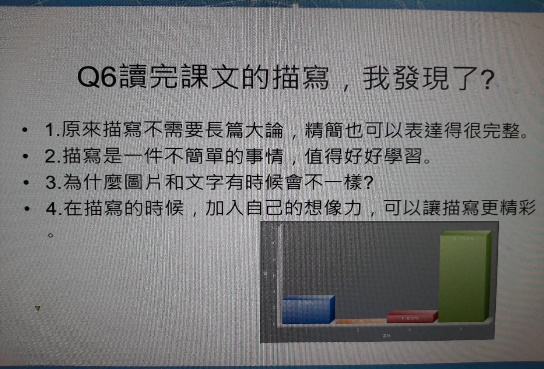 Q6讀完課文的描寫，我發現了?
• 1.原來描寫不需要長篇大論，精簡也可以表達得很完整。
• 2.描寫是一件不簡單的事情，值得好好學習。
• 3.為什麼圖片和文字有時候會不一樣?
• 4.在描寫的時候，加入自己的想像力，可以讓描寫更精彩
。